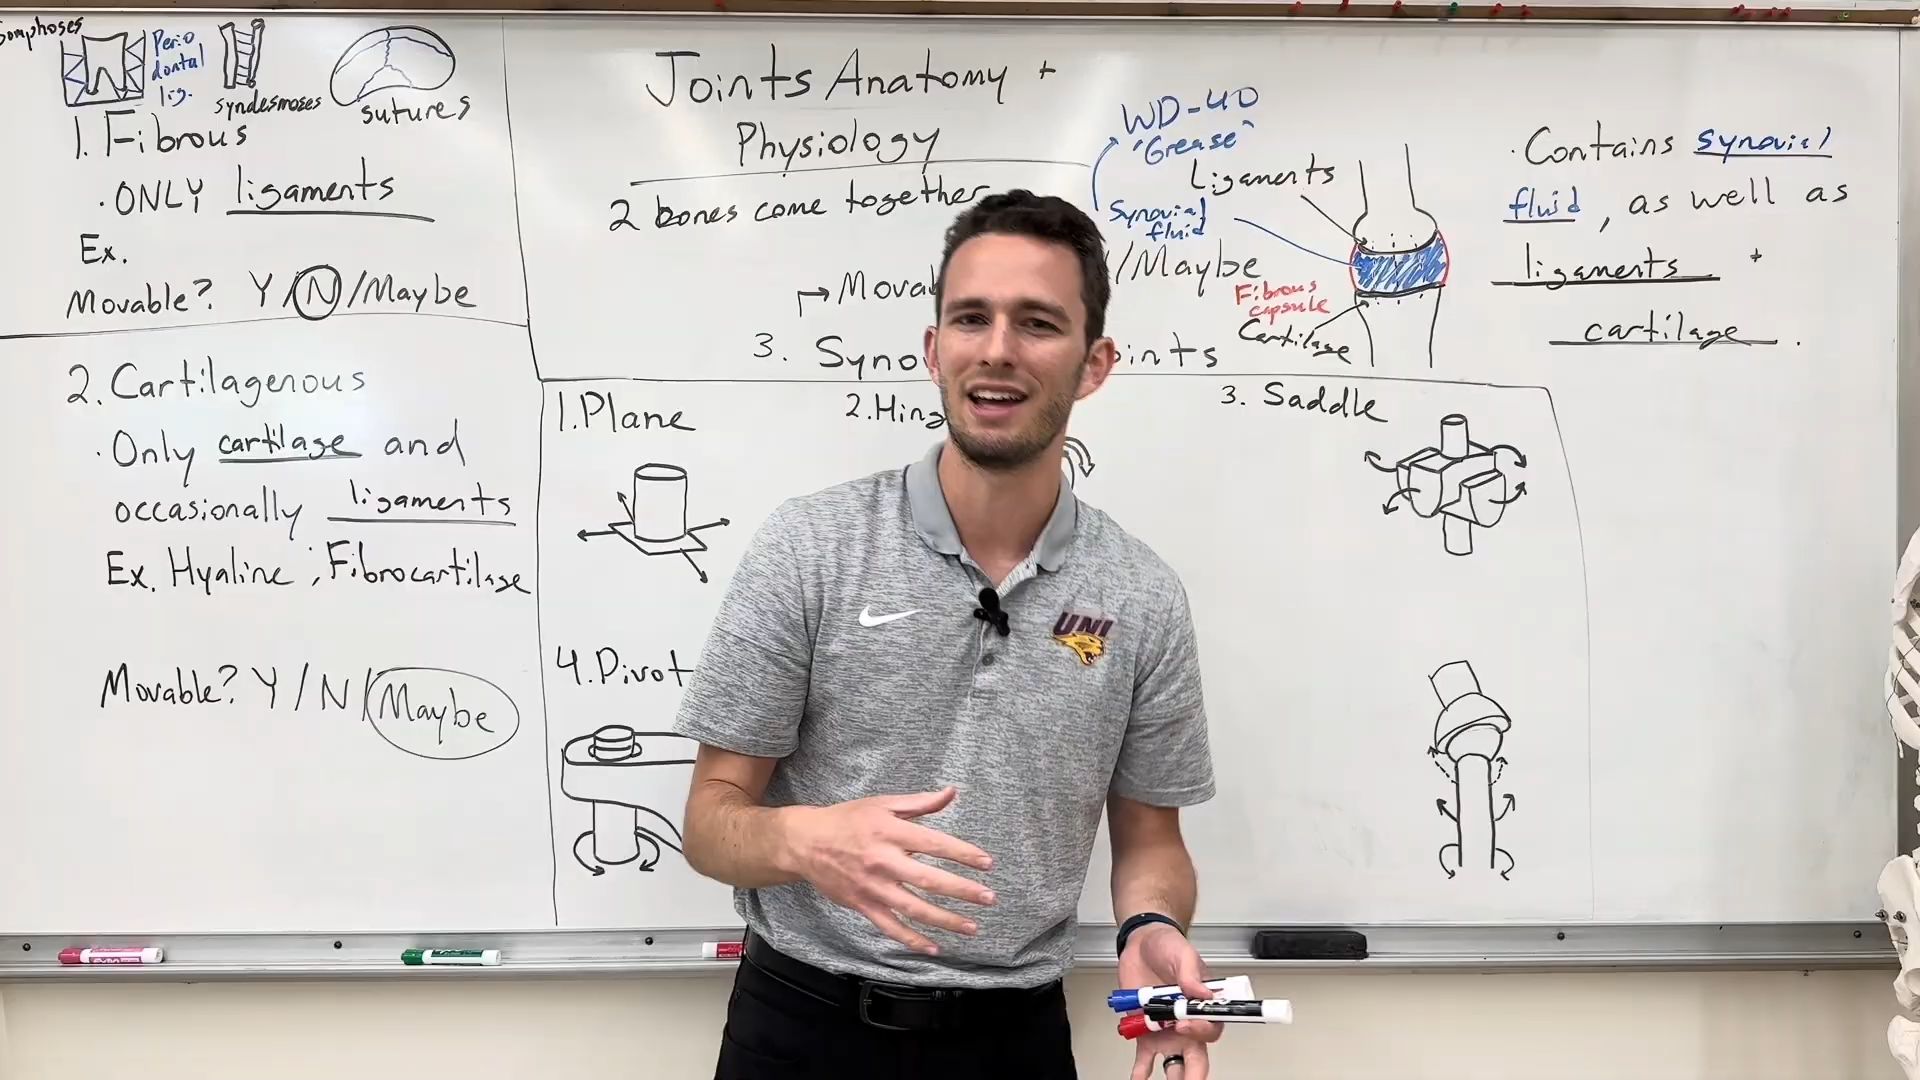 Gomphoses
Perio
dontal
lig.
syndesmoses
sutures
1. Fibrous
· ONLY ligaments
Ex.
Movable? Y/N/Maybe
2. Cartilagenous
· Only cartilage and
occasionally ligaments
Ex. Hyaline ; Fibrocartilage
Movable? Y/N/Maybe
Joints Anatomy +
Physiology
2 bones come together
Movab
/Maybe
3. Syno
oints
WD-40
"Grease"
Ligaments
Synovial
fluid
Fibrous
capsule
Cartilage
· Contains synovial
fluid, as well as
ligaments +
cartilage.
1. Plane
2. Hing
3. Saddle
4. Pivot
UNI